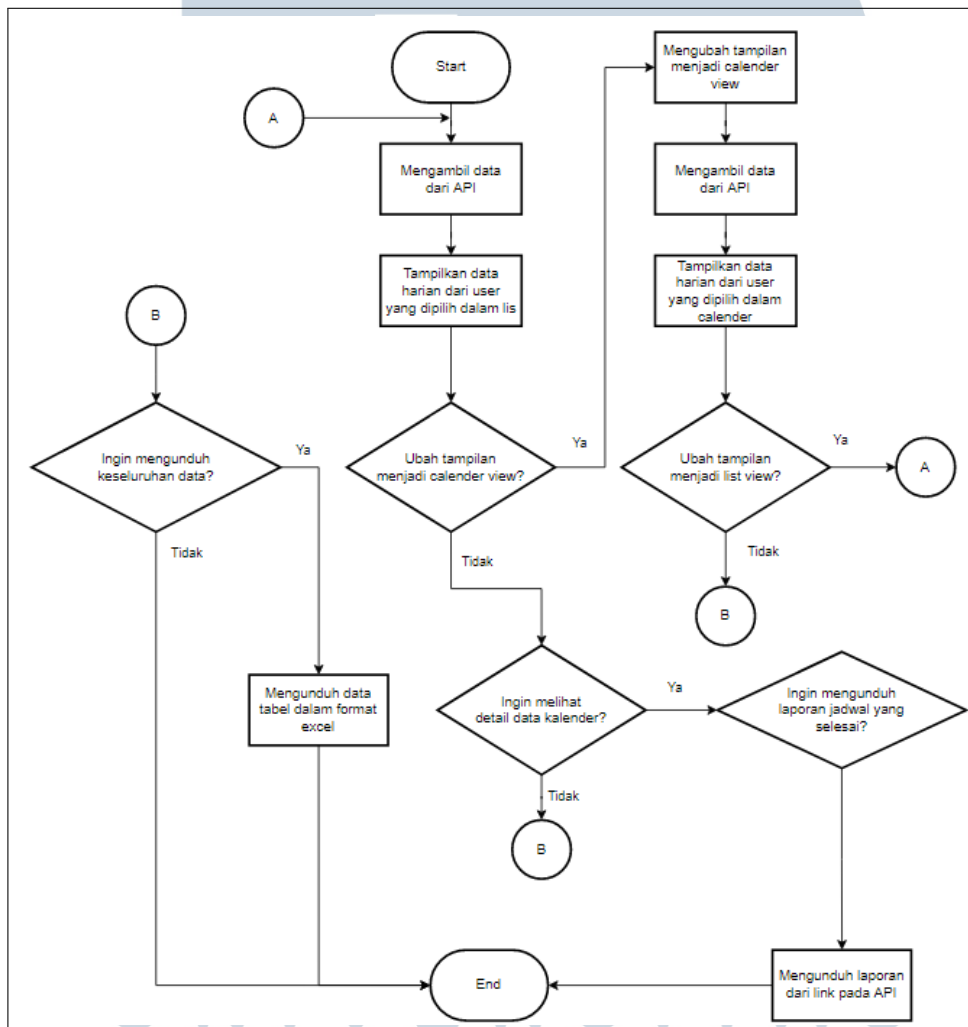 Start
Mengubah tampilan
menjadi calender
view
A
Mengambil data
dari API
Mengambil data
dari API
Tampilkan data
harian dari user
yang dipilih dalam lis
Tampilkan data
harian dari user
yang dipilih dalam
calender
B
Ingin mengunduh
keseluruhan data?
Ya
Ubah tampilan
menjadi calender view?
Ya
Ubah tampilan
menjadi list view?
Ya
A
Tidak
Tidak
Tidak
B
Mengunduh data
tabel dalam format
excel
Ingin melihat
detail data kalender?
Ya
Ingin mengunduh
laporan jadwal yang
selesai?
Tidak
B
End
Mengunduh laporan
dari link pada API